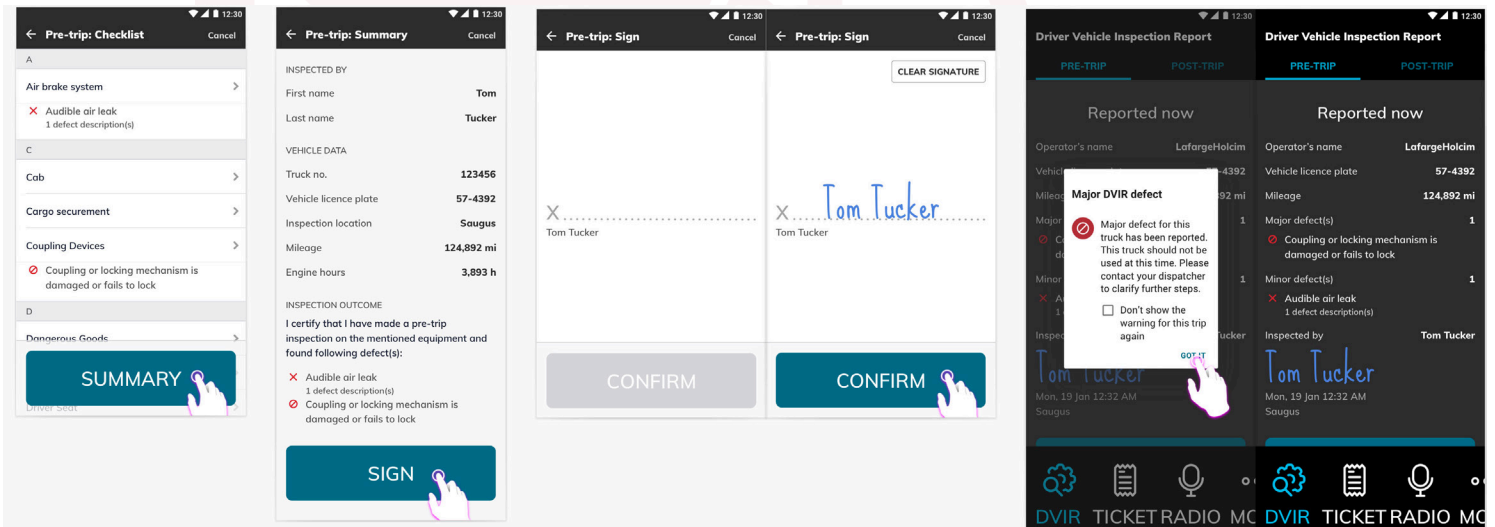 12:30
Pre-trip: Checklist Cancel
A
Air brake system
Audible air leak
1 defect description(s)
C
Cab
Cargo securement
Coupling Devices
Coupling or locking mechanism is
damaged or fails to lock
D
Dangerous Goods
SUMMARY
Driver Seat
12:30
Pre-trip: Summary Cancel
INSPECTED BY
First name Tom
Last name Tucker
VEHICLE DATA
Truck no. 123456
Vehicle licence plate 57-4392
Inspection location Saugus
Mileage 124,892 mi
Engine hours 3,893 h
INSPECTION OUTCOME
I certify that I have made a pre-trip
inspection on the mentioned equipment and
found following defect(s):
Audible air leak
1 defect description(s)
Coupling or locking mechanism is
damaged or fails to lock
SIGN
12:30
Pre-trip: Sign Cancel
X
Tom Tucker
CONFIRM
12:30
Pre-trip: Sign Cancel
CLEAR SIGNATURE
X Tom Tucker
Tom Tucker
CONFIRM
12:30
Driver Vehicle Inspection Report
PRE-TRIP POST-TRIP
Reported now
Operator's name LafargeHolcim
-4392
mi
Major 1
Major DVIR defect
Major defect for this
truck has been reported.
This truck should not be
used at this time. Please
contact your dispatcher
to clarify further steps.
Don't show the
warning for this trip
again
GOT IT
Minor 1
Tucker
Tom Tucker
Mon, 19 Jan 12:32 AM
Saugus
DVIR TICKET RADIO
12:30
Driver Vehicle Inspection Report
PRE-TRIP POST-TRIP
Reported now
Operator's name LafargeHolcim
Vehicle licence plate 57-4392
Mileage 124,892 mi
Major defect(s) 1
Coupling or locking mechanism is
damaged or fails to lock
Minor defect(s) 1
Audible air leak
1 defect description(s)
Inspected by Tom Tucker
Tom Tucker
Mon, 19 Jan 12:32 AM
Saugus
DVIR TICKET RADIO